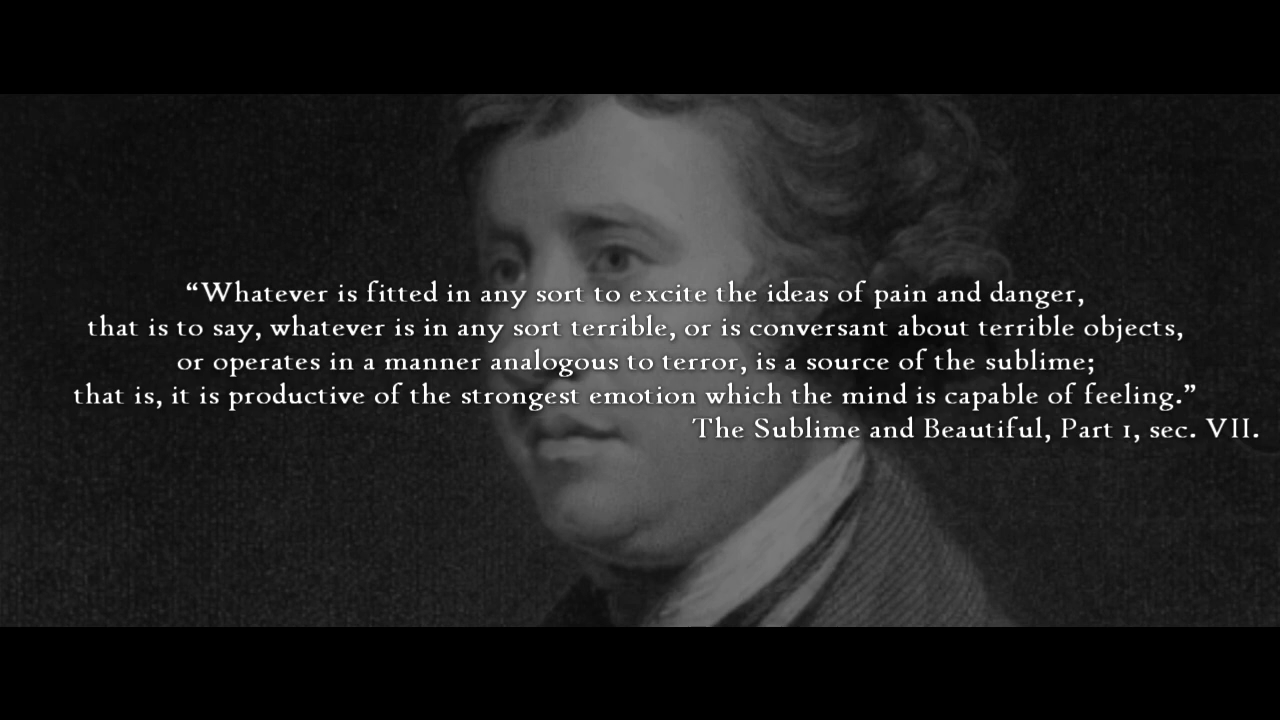 “Whatever is fitted in any sort to excite the ideas of pain and danger,
that is to say, whatever is in any sort terrible, or is conversant about terrible objects,
or operates in a manner analogous to terror, is a source of the sublime;
that is, it is productive of the strongest emotion which the mind is capable of feeling.”
The Sublime and Beautiful, Part 1, sec. VII.